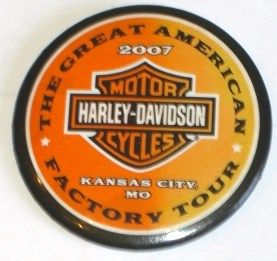 THE GREAT AMERICAN
2007
MOTOR
HARLEY-DAVIDSON
CYCLES
KANSAS CITY,
MO
FACTORY TOUR